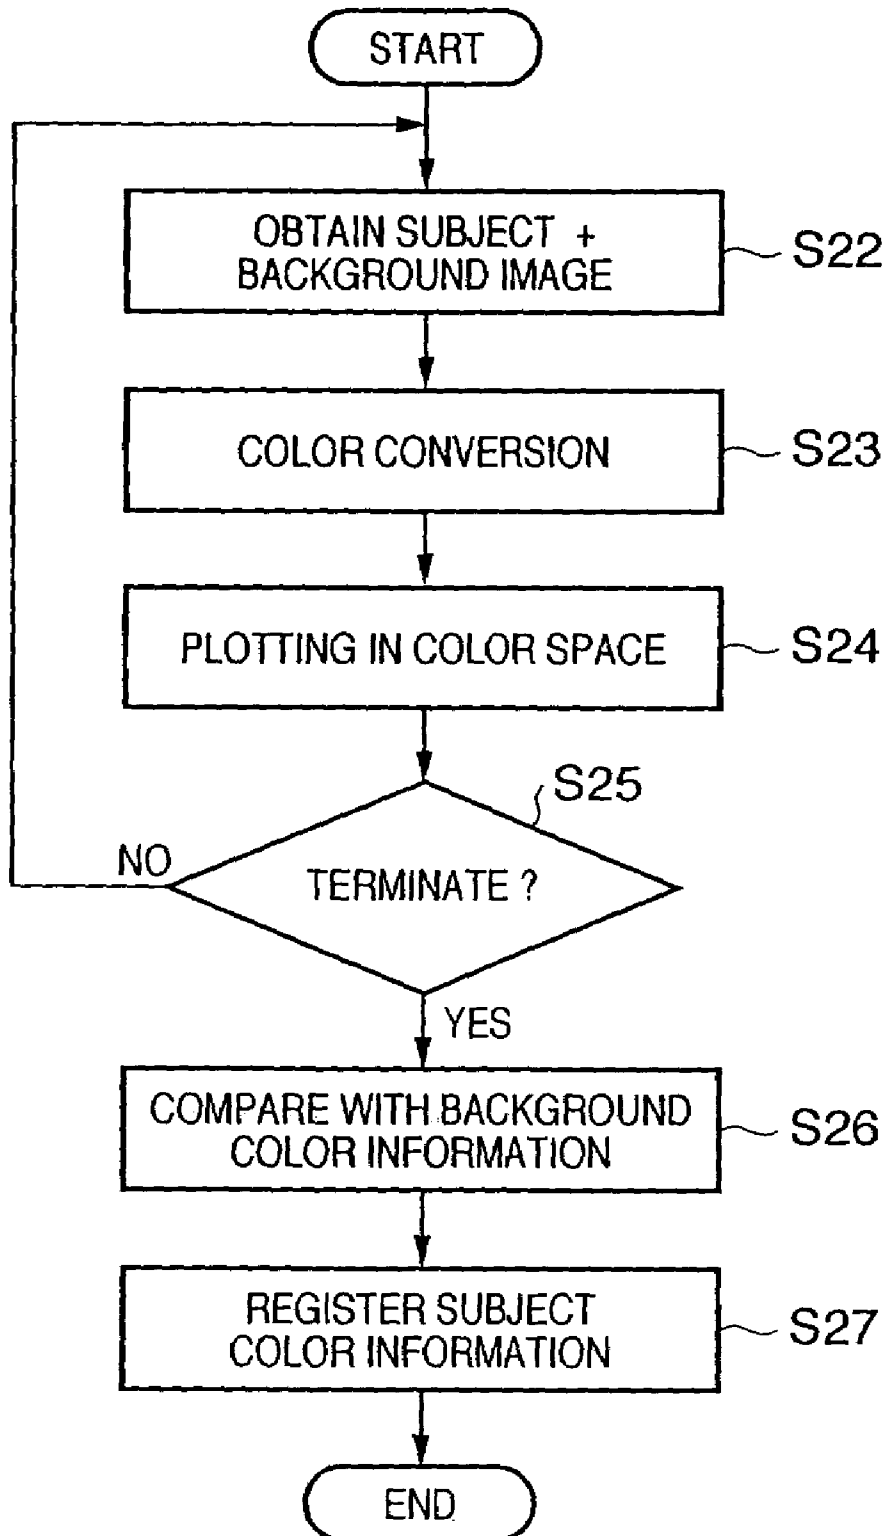 START
OBTAIN SUBJECT +
BACKGROUND IMAGE
S22
COLOR CONVERSION
S23
PLOTTING IN COLOR SPACE
S24
S25
TERMINATE ?
NO
YES
COMPARE WITH BACKGROUND
COLOR INFORMATION
S26
REGISTER SUBJECT
COLOR INFORMATION
S27
END